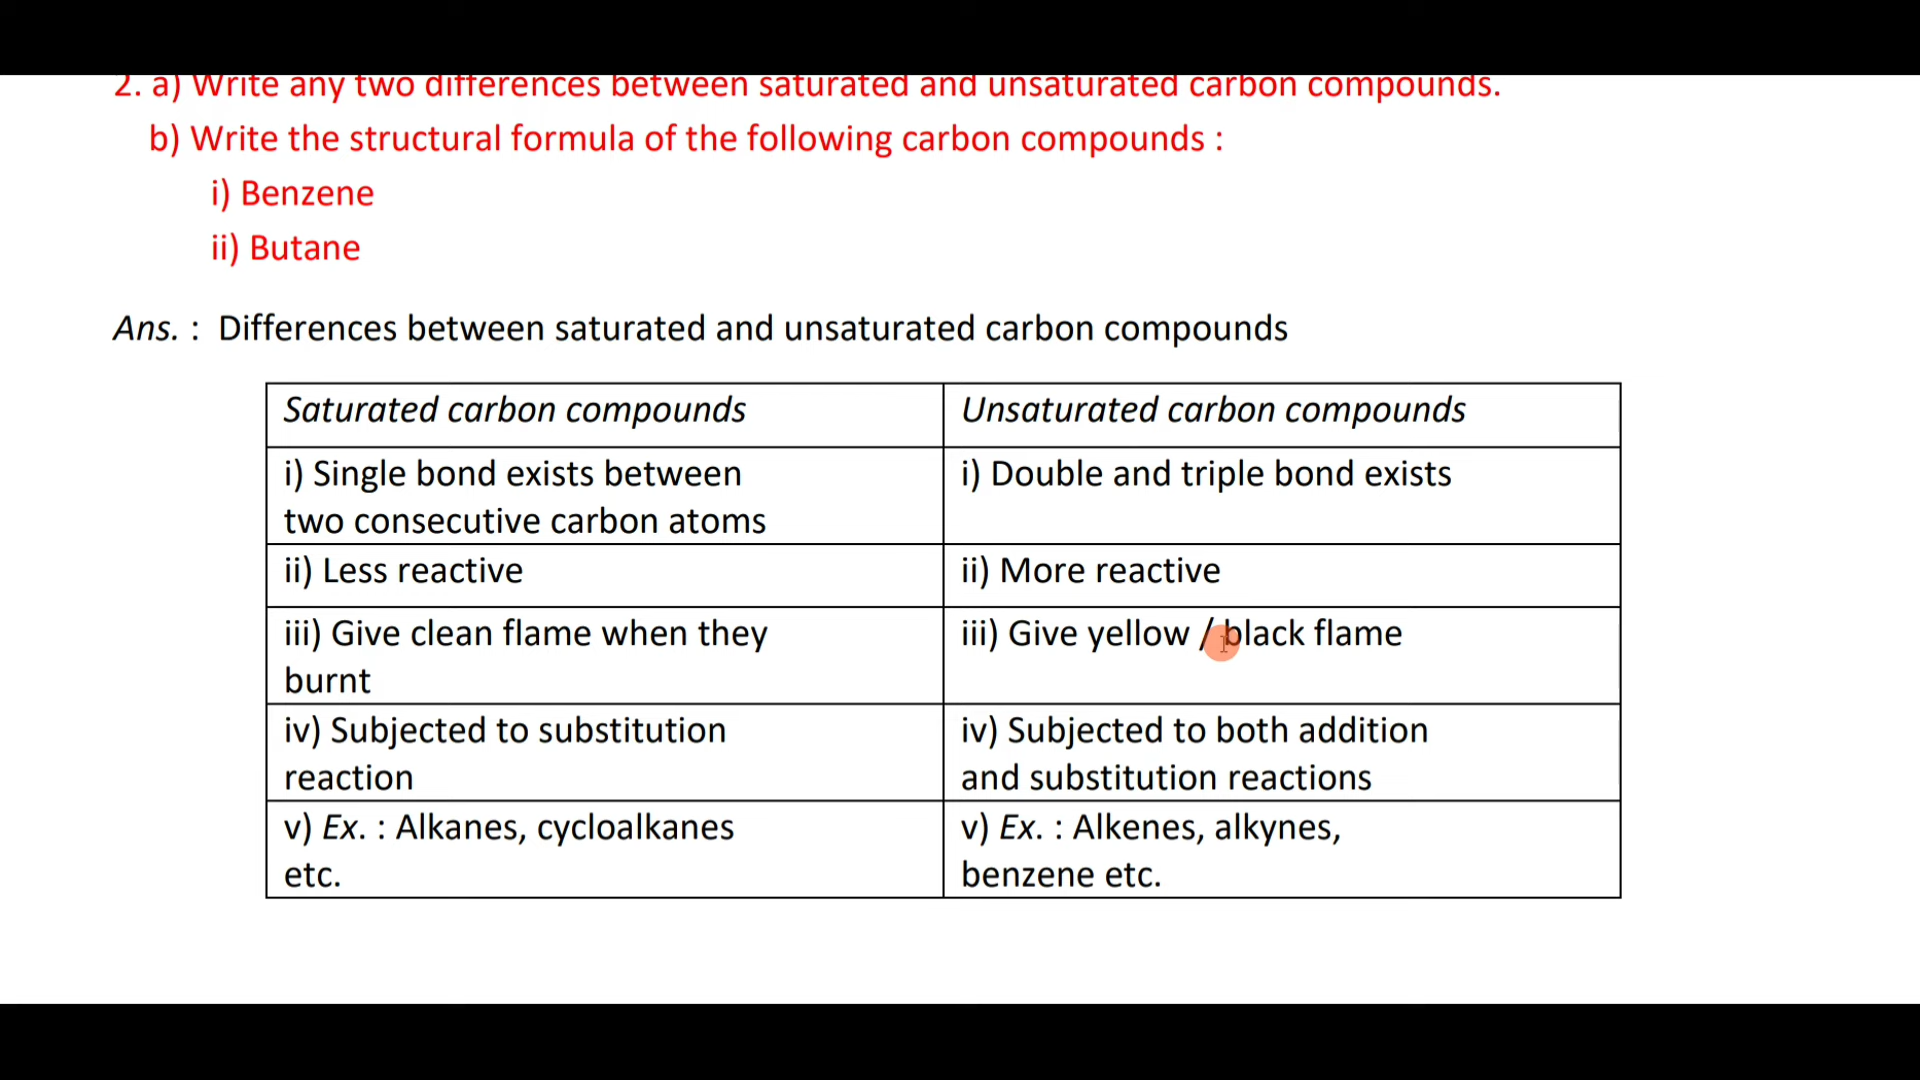 2. a) Write any two differences between saturated and unsaturated carbon compounds.
b) Write the structural formula of the following carbon compounds :
i) Benzene
ii) Butane
Ans. : Differences between saturated and unsaturated carbon compounds
Saturated carbon compounds
Unsaturated carbon compounds
i) Single bond exists between
two consecutive carbon atoms
i) Double and triple bond exists
ii) Less reactive
ii) More reactive
iii) Give clean flame when they
burnt
iii) Give yellow / black flame
iv) Subjected to substitution
reaction
iv) Subjected to both addition
and substitution reactions
v) Ex. : Alkanes, cycloalkanes
etc.
v) Ex. : Alkenes, alkynes,
benzene etc.